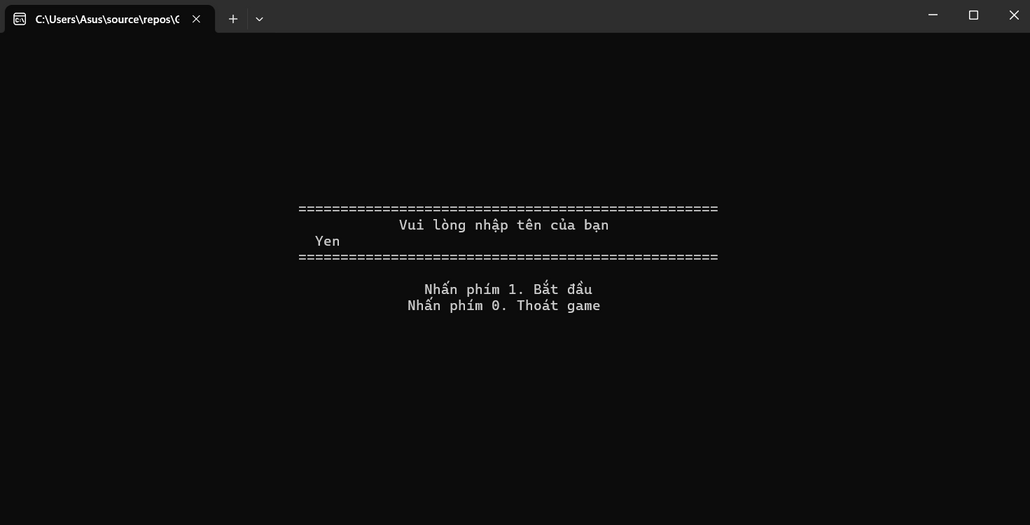 C:\Users\Asus\source\repos\G
==================================================
Vui lòng nhập tên của bạn
Yen
==================================================
Nhấn phím 1. Bắt đầu
Nhấn phím 0. Thoát game